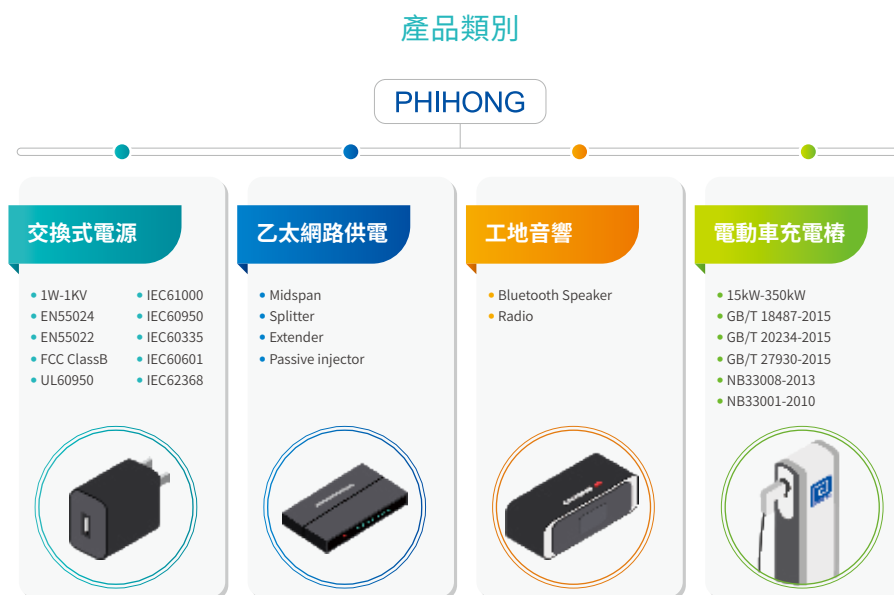 產品類別
PHIHONG
交換式電源
1W-1KV
EN55024
EN55022
FCC ClassB
UL60950
IEC61000
IEC60950
IEC60335
IEC60601
IEC62368
乙太網路供電
Midspan
Splitter
Extender
Passive injector
工地音響
Bluetooth Speaker
Radio
電動車充電樁
15kW-350kW
GB/T 18487-2015
GB/T 20234-2015
GB/T 27930-2015
NB33008-2013
NB33001-2010